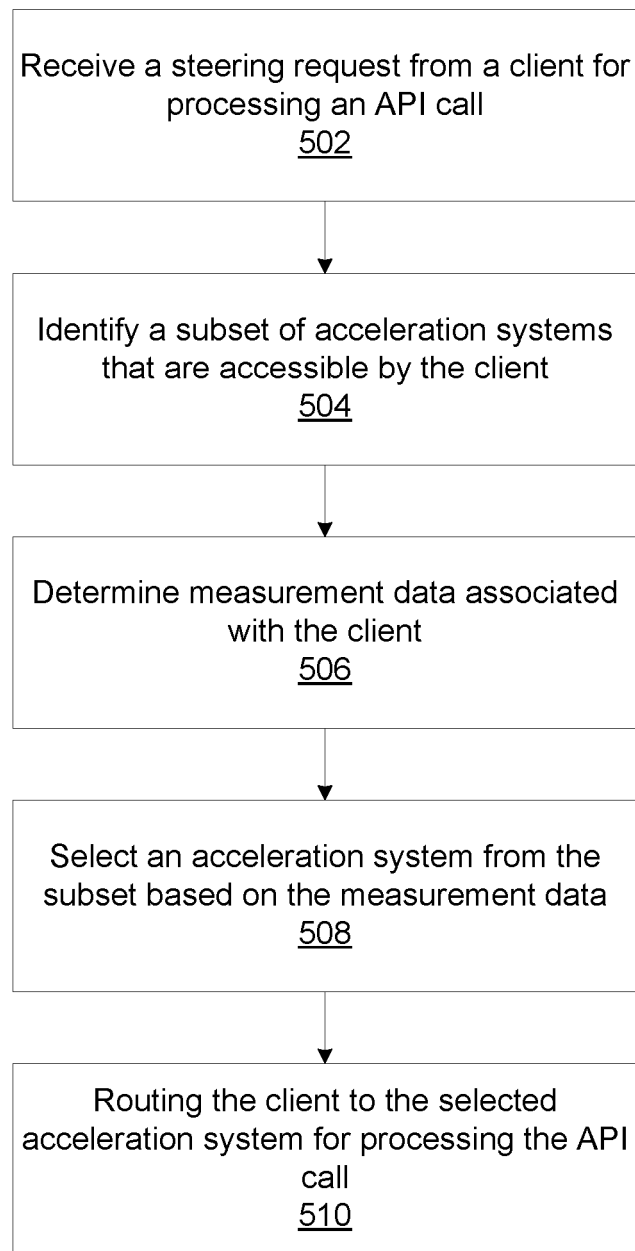 Receive a steering request from a client for
processing an API call
502
Identify a subset of acceleration systems
that are accessible by the client
504
Determine measurement data associated
with the client
506
Select an acceleration system from the
subset based on the measurement data
508
Routing the client to the selected
acceleration system for processing the API
call
510